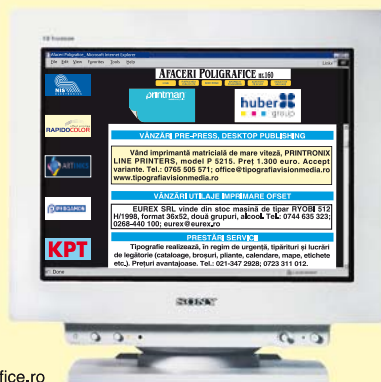 Afaceri Poligrafice - Microsoft Internet Explorer
File Edit View Favorites Tools Help
Links
AFACERI POLIGRAFICE nr.160
NIS
printman
huber
group
RAPIDOCOLOR
VÂNZĂRI PRE-PRESS, DESKTOP PUBLISHING
Vând imprimantă matricială de mare viteză, PRINTRONIX
LINE PRINTERS, model P 5215. Preţ 1.300 euro. Accept
variante. Tel.: 0765 505 571; office@tipografiavisionmedia.ro
www.tipografiavisionmedia.ro
VÂNZĂRI UTILAJE IMPRIMARE OFSET
EUREX SRL vinde din stoc maşină de tipar RYOBI 512
H/1998, format 36x52, două grupuri, alcool. Tel.: 0744 635 323;
0268-440 100; eurex@eurex.ro
PRESTĂRI SERVICII
Tipografie realizează, în regim de urgenţă, tipărituri şi lucrări
de legătorie (cataloage, broşuri, pliante, calendare, mape, etichete
etc.). Preţuri avantajoase. Tel.: 021-347 2928; 0723 311 012.
KPT
Done
SONY
fice.ro